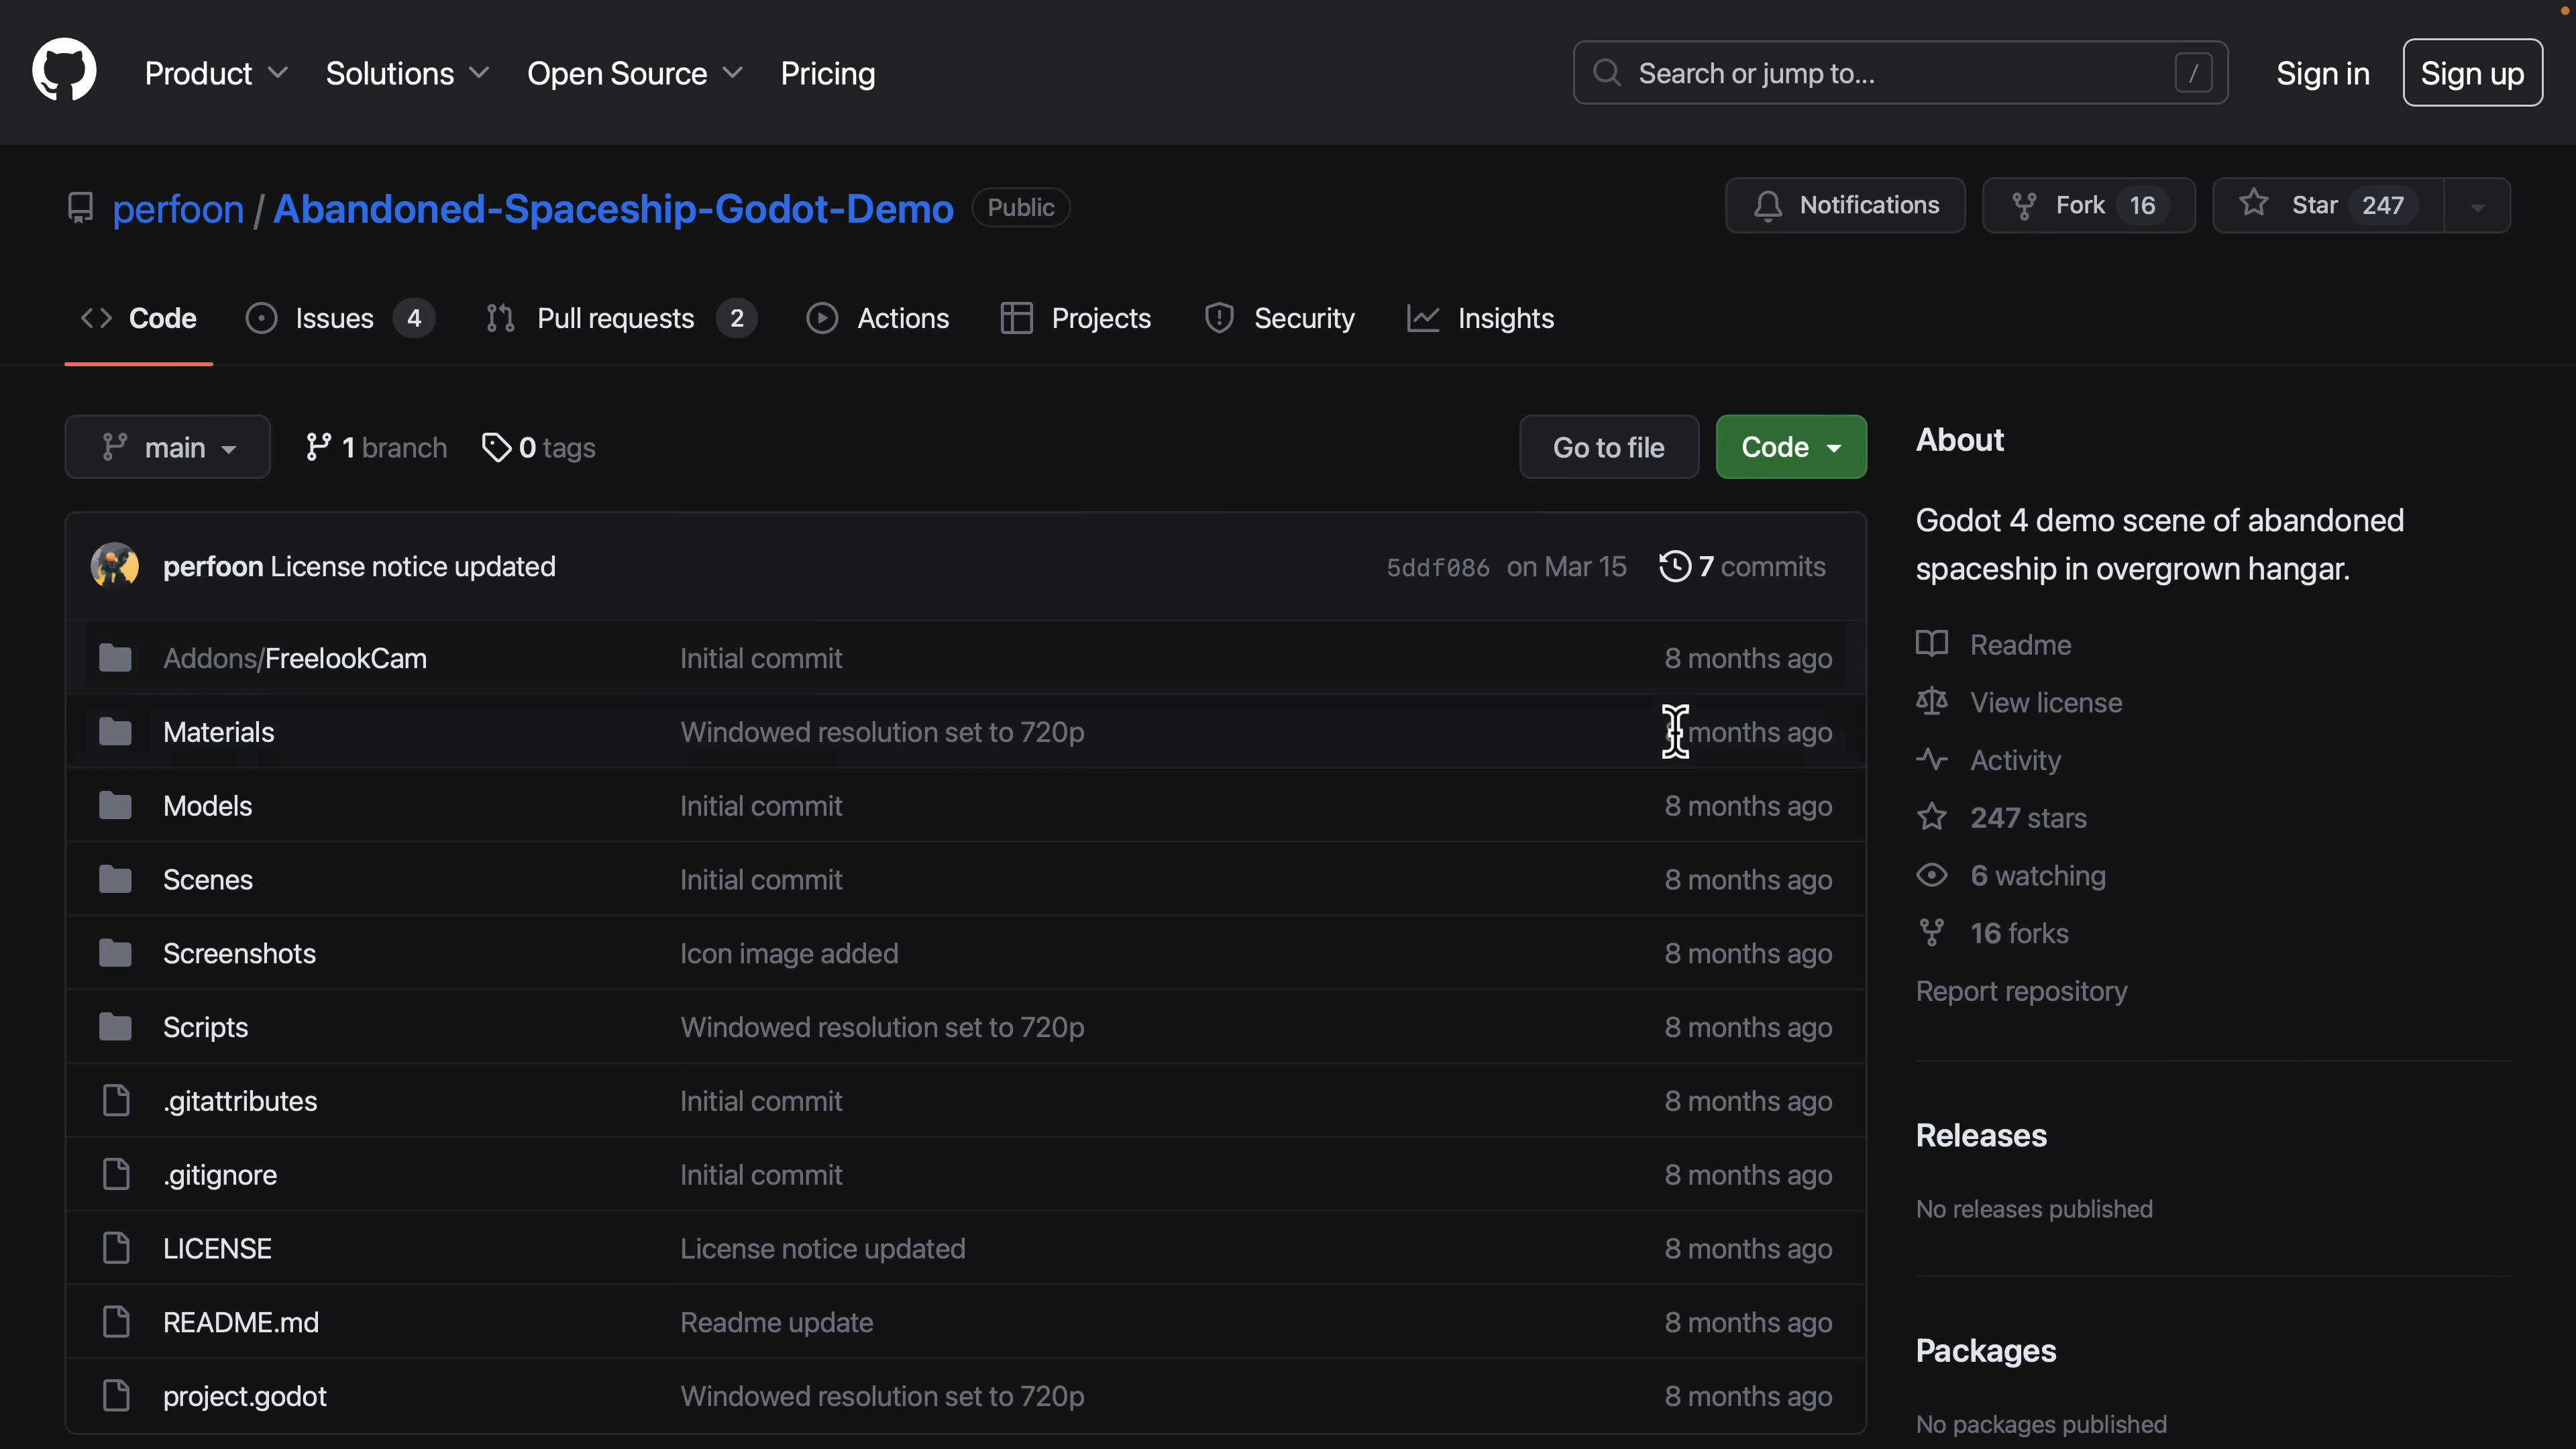 Product Solutions Open Source Pricing Search or jump to... / Sign in Sign up
perfoon / Abandoned-Spaceship-Godot-Demo Public Notifications Fork 16 Star 247
Code Issues 4 Pull requests 2 Actions Projects Security Insights
main 1 branch 0 tags Go to file Code
perfoon License notice updated 5ddf086 on Mar 15 7 commits
Addons/FreelookCam Initial commit 8 months ago
Materials Windowed resolution set to 720p months ago
Models Initial commit 8 months ago
Scenes Initial commit 8 months ago
Screenshots Icon image added 8 months ago
Scripts Windowed resolution set to 720p 8 months ago
.gitattributes Initial commit 8 months ago
.gitignore Initial commit 8 months ago
LICENSE License notice updated 8 months ago
README.md Readme update 8 months ago
project.godot Windowed resolution set to 720p 8 months ago
About
Godot 4 demo scene of abandoned
spaceship in overgrown hangar.
Readme
View license
Activity
247 stars
6 watching
16 forks
Report repository
Releases
No releases published
Packages
No packages published